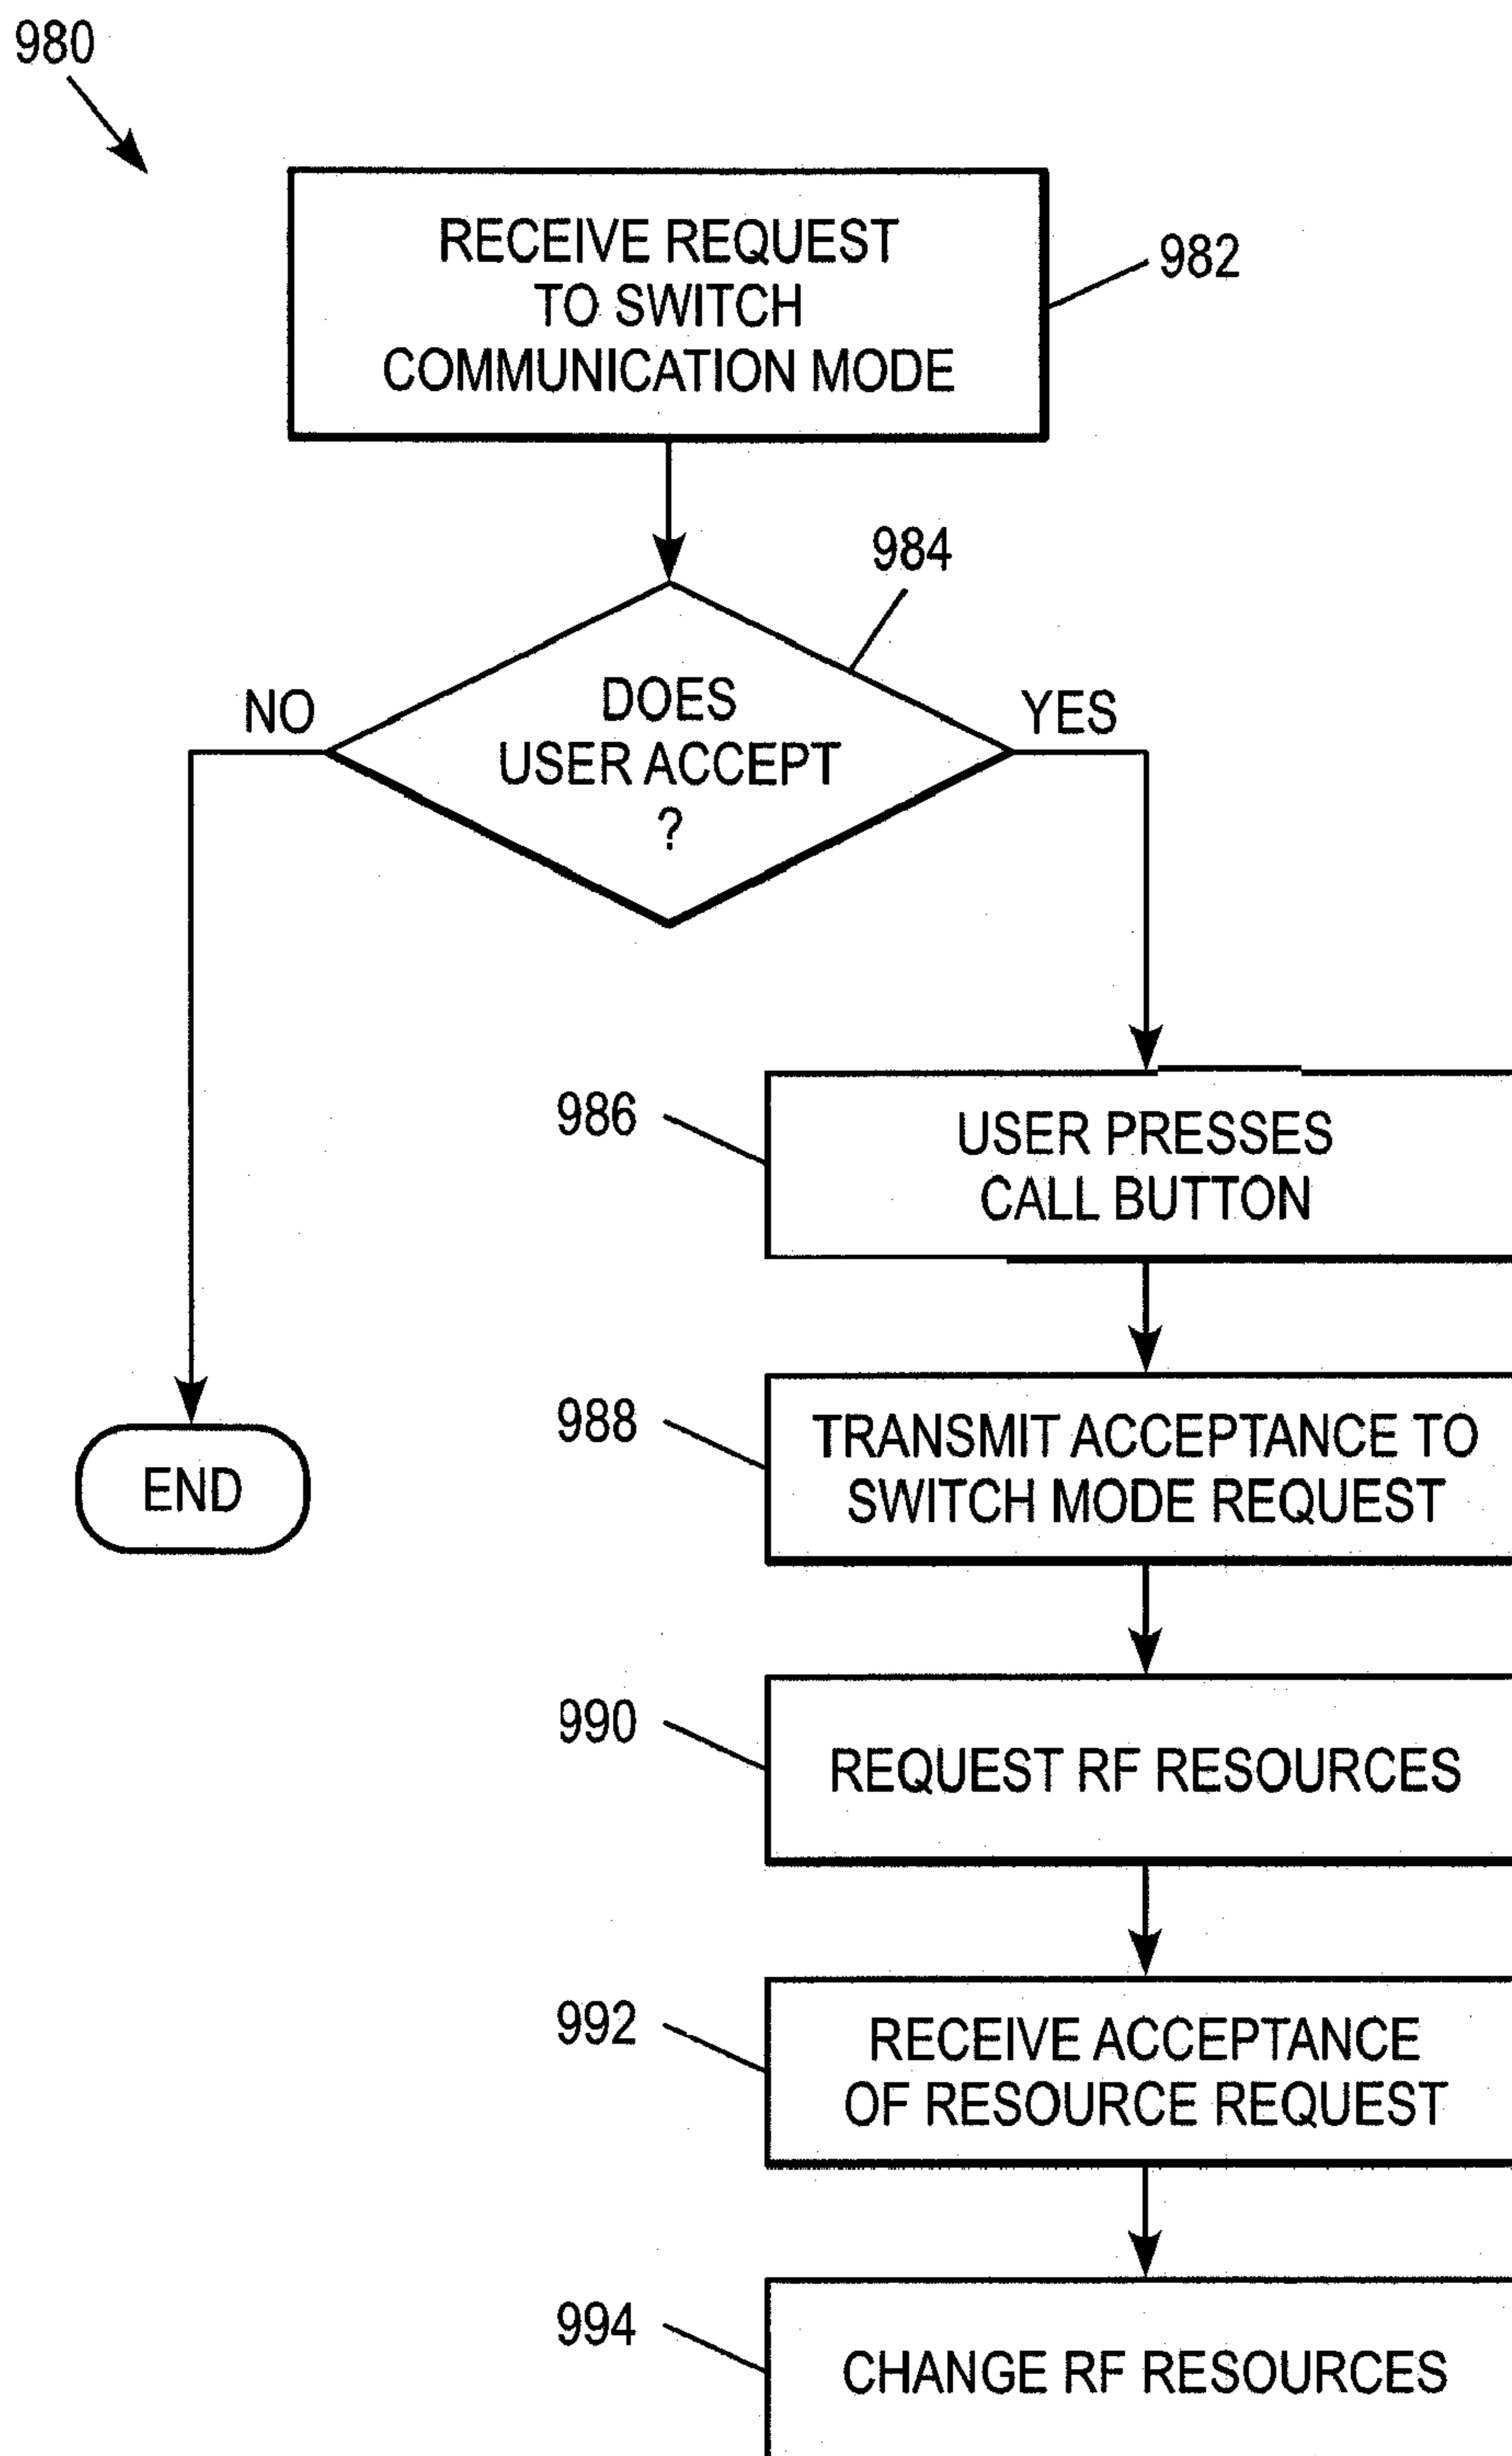 980
RECEIVE REQUEST
TO SWITCH
COMMUNICATION MODE
982
984
DOES
USER ACCEPT
?
NO
YES
986
USER PRESSES
CALL BUTTON
988
TRANSMIT ACCEPTANCE TO
SWITCH MODE REQUEST
END
990
REQUEST RF RESOURCES
992
RECEIVE ACCEPTANCE
OF RESOURCE REQUEST
994
CHANGE RF RESOURCES